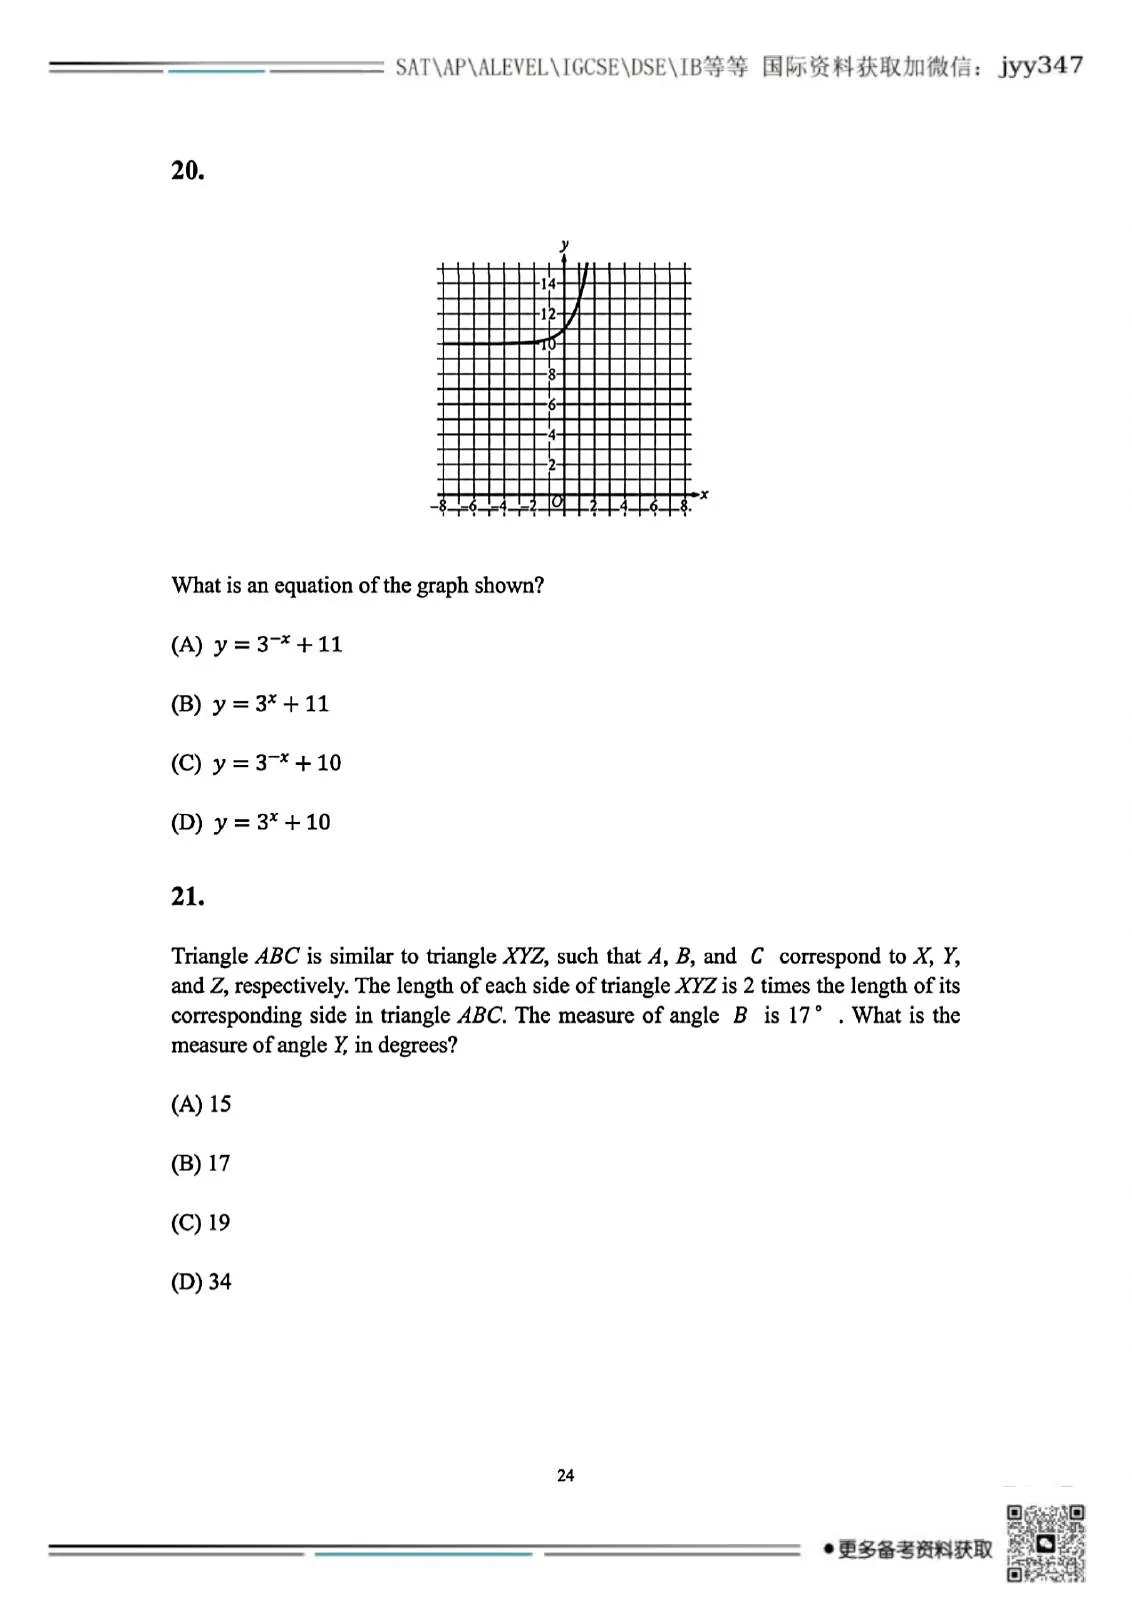 SAT\AP\ALEVEL\IGCSE\DSE\IB等等 国际资料获取加微信：jyy347
20.
y
14
12
10
8
6
4
2
x
-8 -6 -4 -2 O 2 4 6 8
What is an equation of the graph shown?
(A) y = 3⁻ˣ + 11
(B) y = 3ˣ + 11
(C) y = 3⁻ˣ + 10
(D) y = 3ˣ + 10
21.
Triangle ABC is similar to triangle XYZ, such that A, B, and C correspond to X, Y,
and Z, respectively. The length of each side of triangle XYZ is 2 times the length of its
corresponding side in triangle ABC. The measure of angle B is 17° . What is the
measure of angle Y, in degrees?
(A) 15
(B) 17
(C) 19
(D) 34
24
●更多备考资料获取